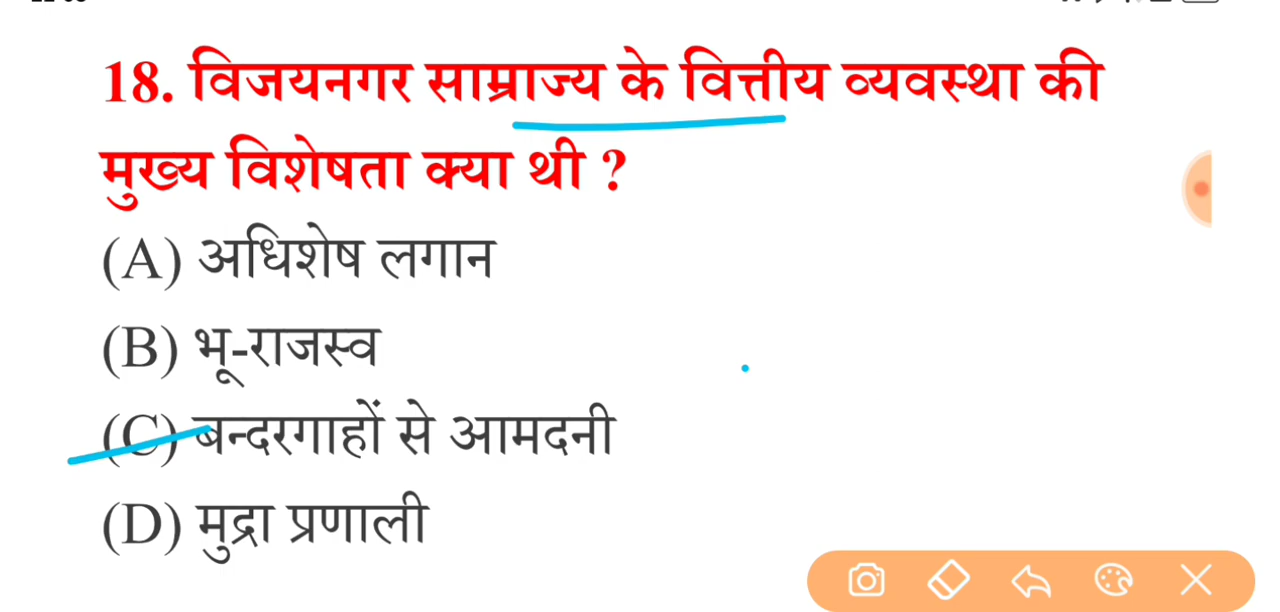 18. विजयनगर साम्राज्य के वित्तीय व्यवस्था की
मुख्य विशेषता क्या थी ?
(A) अधिशेष लगान
(B) भू-राजस्व
(C) बन्दरगाहों से आमदनी
(D) मुद्रा प्रणाली